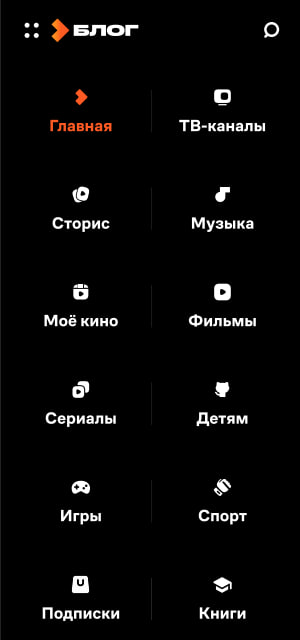 БЛОГ
Главная
ТВ-каналы
Сторис
Музыка
Моё кино
Фильмы
Сериалы
Детям
Игры
Спорт
Подписки
Книги